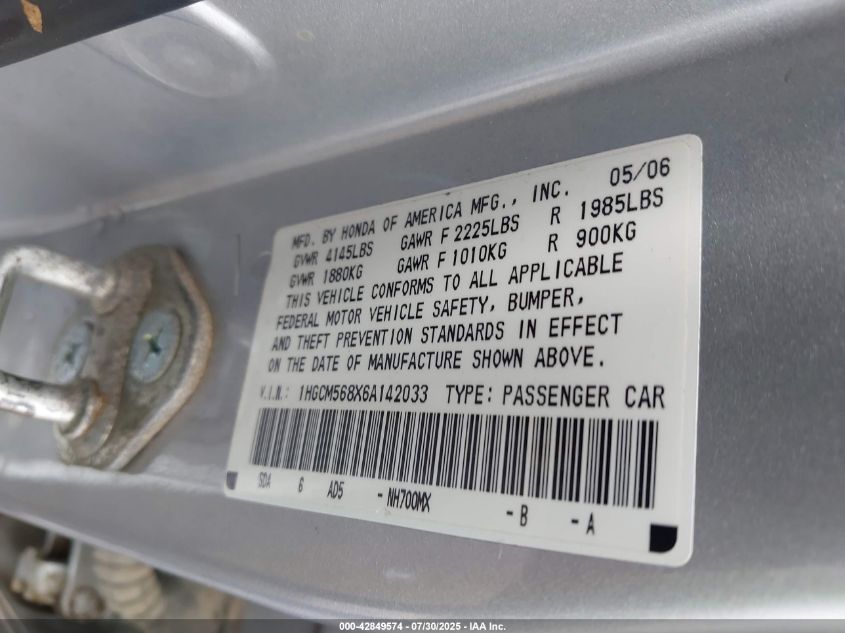 MFD. BY HONDA OF AMERICA MFG., INC. 05/06
GVWR 4145LBS GAWR F 2225LBS R 1985LBS
GVWR 1880KG GAWR F 1010KG R 900KG
THIS VEHICLE CONFORMS TO ALL APPLICABLE
FEDERAL MOTOR VEHICLE SAFETY, BUMPER,
AND THEFT PREVENTION STANDARDS IN EFFECT
ON THE DATE OF MANUFACTURE SHOWN ABOVE.
V.I.N.: 1HGCM568X6A142033 TYPE: PASSENGER CAR
SDA 6 AD5 - NH700MX - B - A
000-42849574 - 07/30/2025 - IAA Inc.